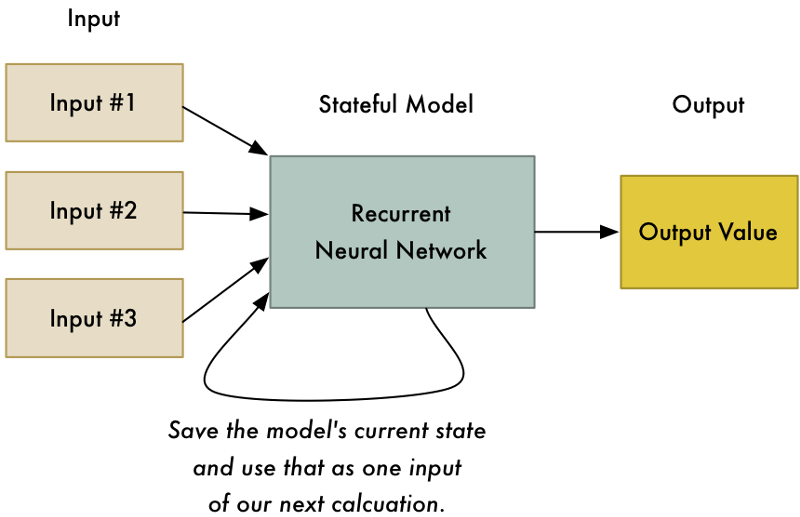 Input
Input #1
Stateful Model
Output
Input #2
Recurrent
Neural Network
Output Value
Input #3
Save the model's current state
and use that as one input
of our next calcuation.